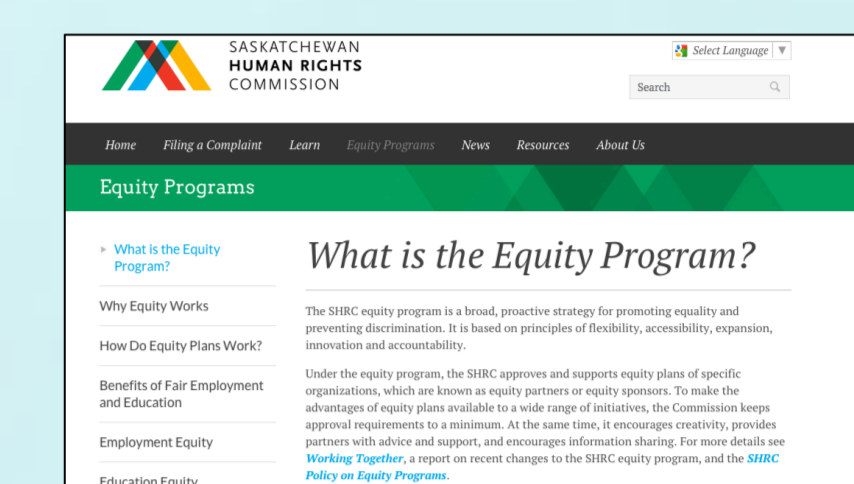 SASKATCHEWAN
HUMAN RIGHTS
COMMISSION
Select Language ▼
Search
Home Filing a Complaint Learn Equity Programs News Resources About Us
Equity Programs
What is the Equity
Program?
Why Equity Works
How Do Equity Plans Work?
Benefits of Fair Employment
and Education
Employment Equity
Education Equity
What is the Equity Program?
The SHRC equity program is a broad, proactive strategy for promoting equality and
preventing discrimination. It is based on principles of flexibility, accessibility, expansion,
innovation and accountability.
Under the equity program, the SHRC approves and supports equity plans of specific
organizations, which are known as equity partners or equity sponsors. To make the
advantages of equity plans available to a wide range of initiatives, the Commission keeps
approval requirements to a minimum. At the same time, it encourages creativity, provides
partners with advice and support, and encourages information sharing. For more details see
Working Together, a report on recent changes to the SHRC equity program, and the SHRC
Policy on Equity Programs.